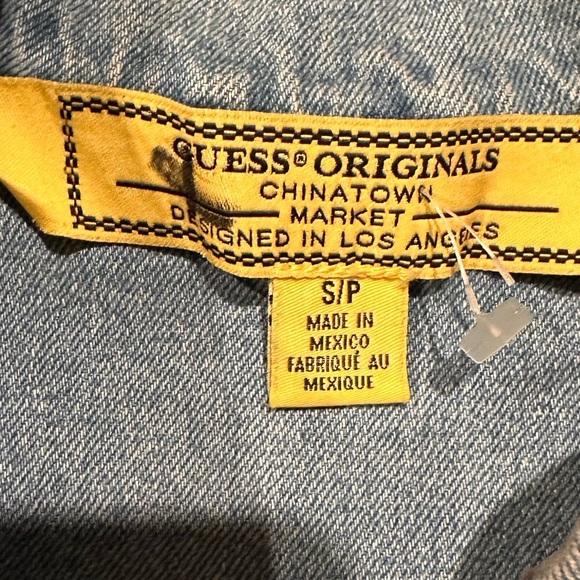 GUESS® ORIGINALS
CHINATOWN
MARKET
DESIGNED IN LOS ANGELES
S/P
MADE IN
MEXICO
FABRIQUÉ AU
MEXIQUE